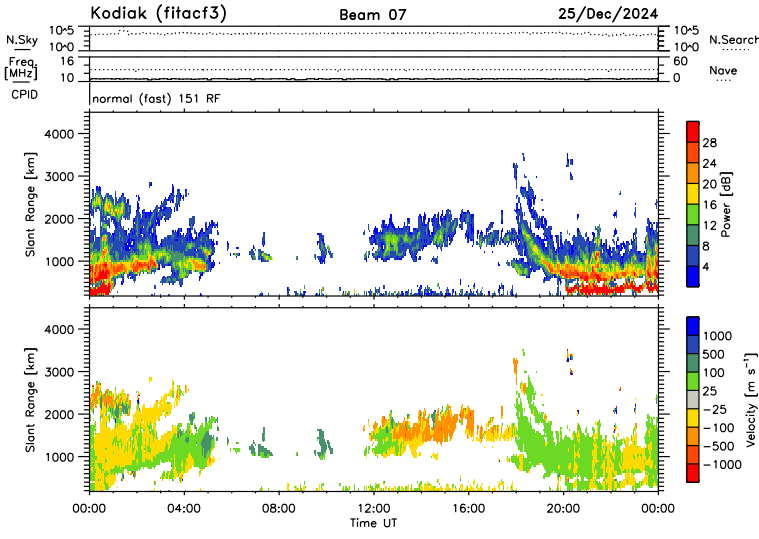 Kodiak (fitacf3) Beam 07 25/Dec/2024
N.Sky 10^5 10^0 10^5 10^0 N.Search
Freq. [MHz] 16 10 60 0 Nave
CPID normal (fast) 151 RF
4000
3000
2000
1000
Slant Range [km]
28
24
20
16
12
8
4
Power [dB]
4000
3000
2000
1000
Slant Range [km]
1000
500
100
25
-25
-100
-500
-1000
Velocity [m s^-1]
00:00 04:00 08:00 12:00 16:00 20:00 00:00
Time UT